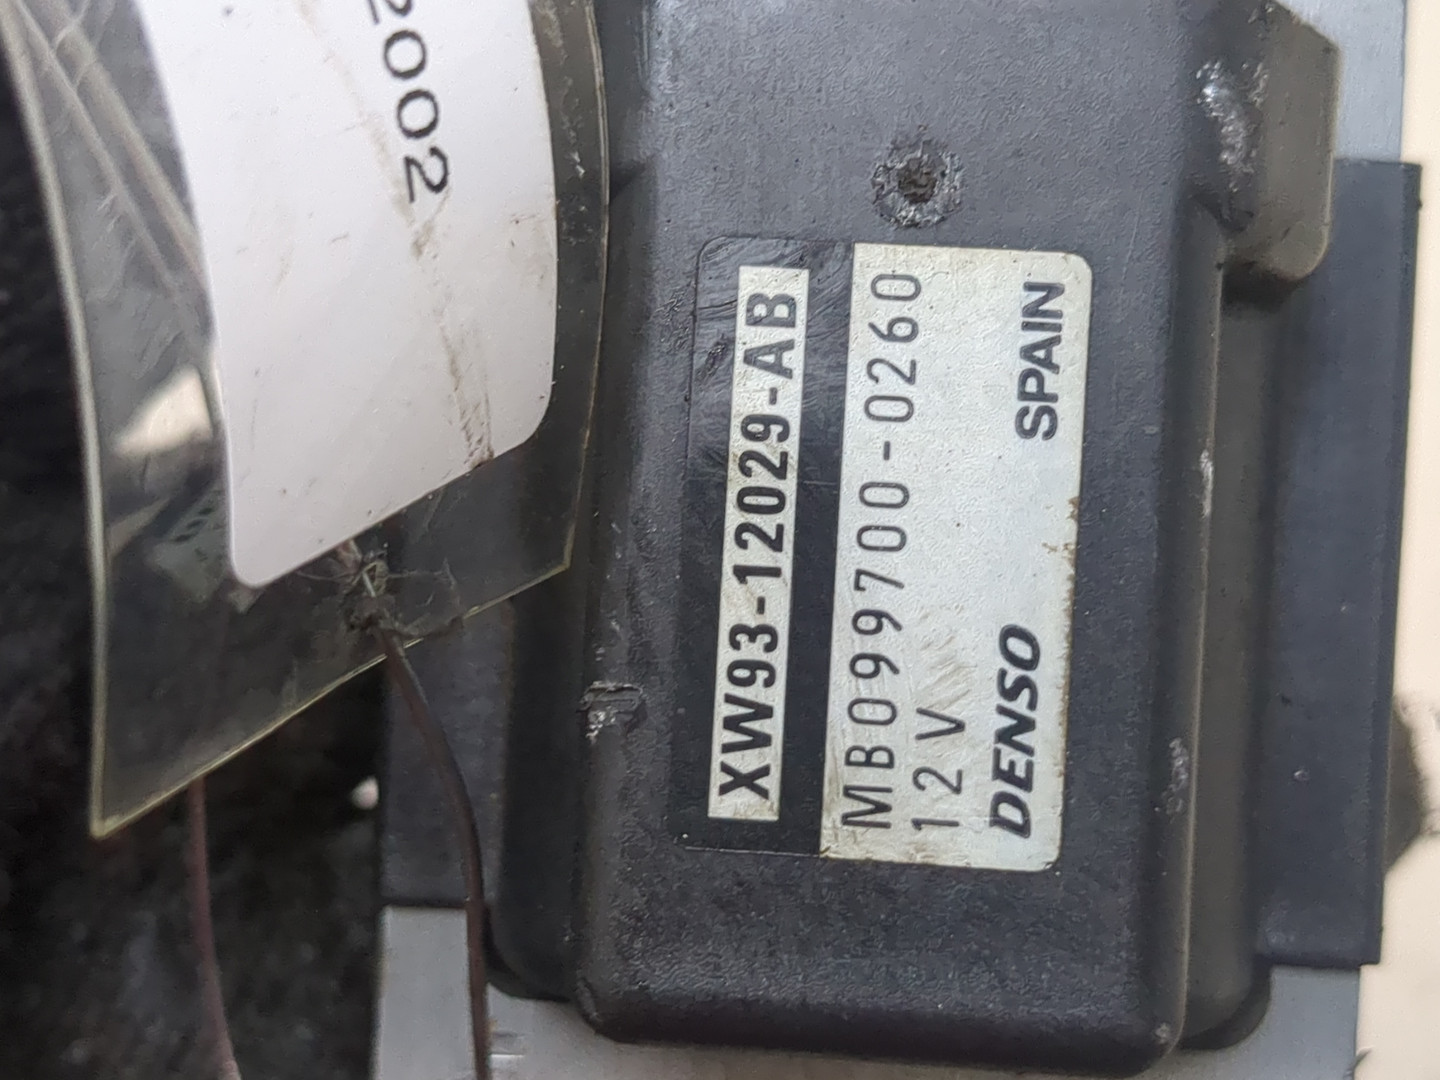 2002
XW93-12029-AB
MB099700-0260
12V
DENSO SPAIN